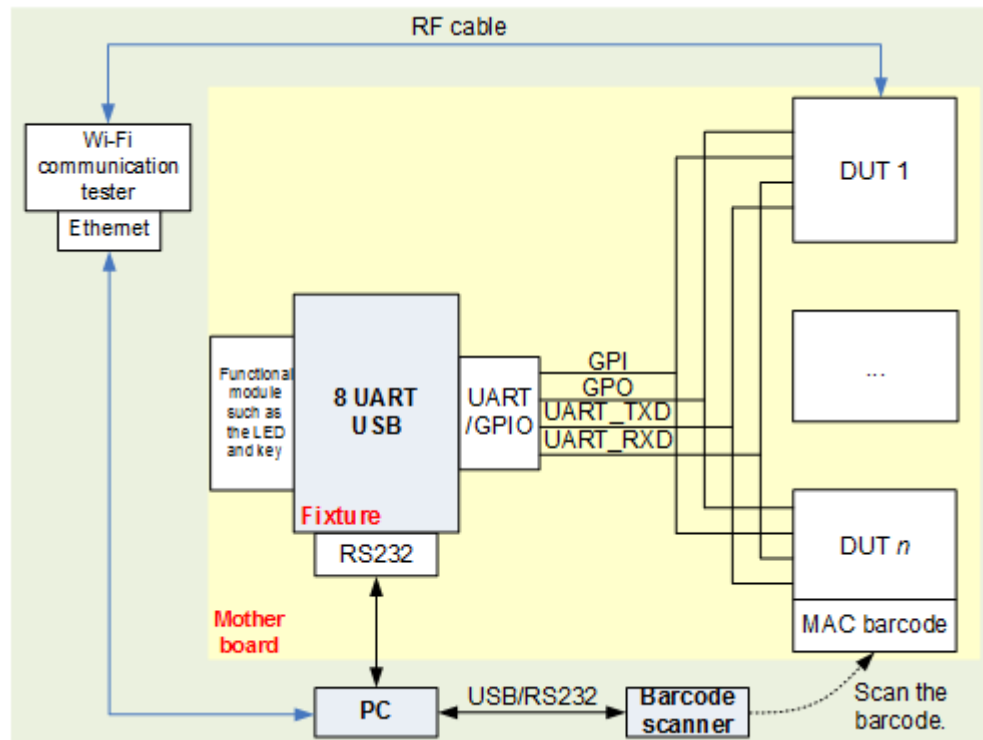 RF cable
Wi-Fi
communication
tester
Ethernet
DUT 1
...
Functional
module
such as
the LED
and key
8 UART
USB
Fixture
UART
/GPIO
GPI
GPO
UART_TXD
UART_RXD
RS232
DUT n
MAC barcode
Mother
board
PC
USB/RS232
Barcode
scanner
Scan the
barcode.